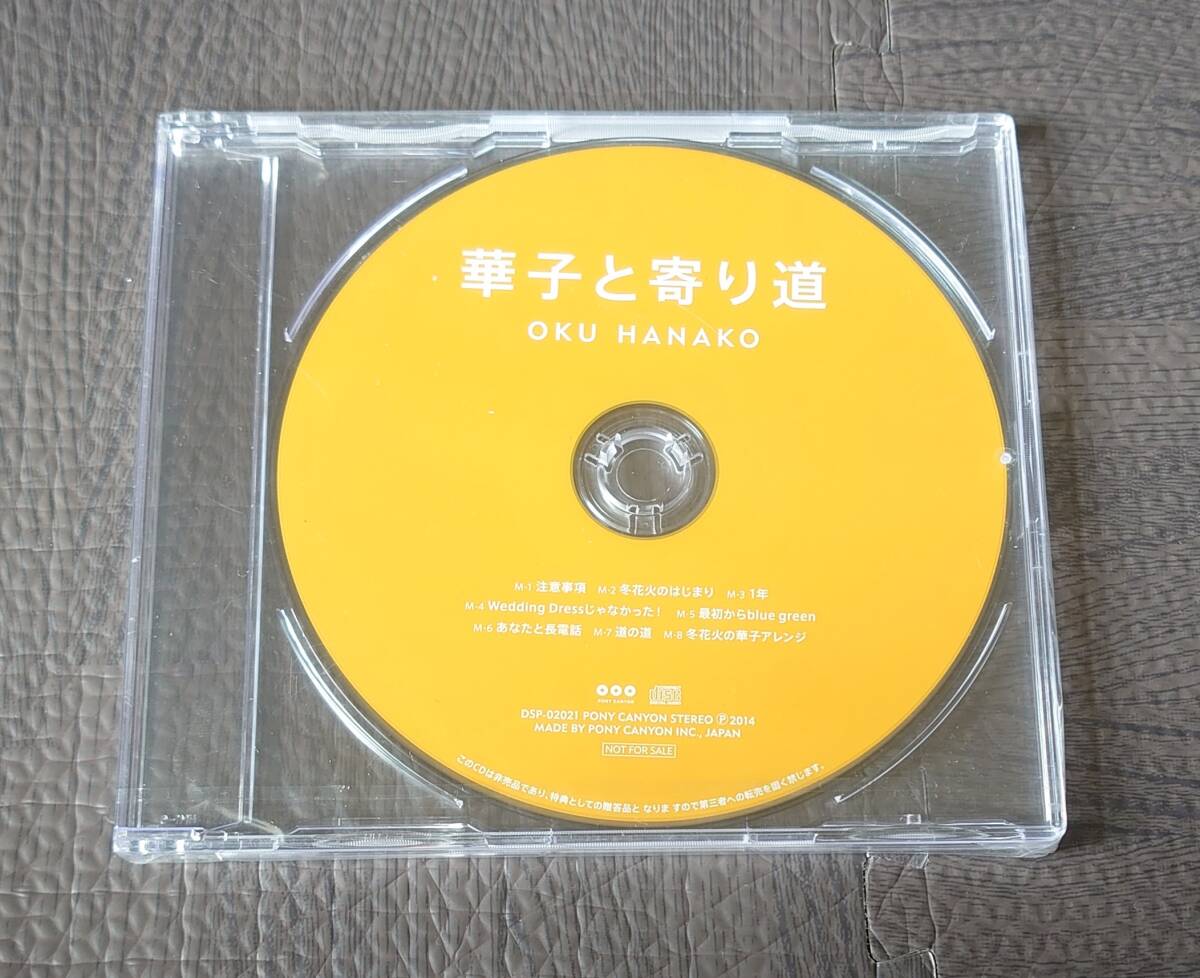 華子と寄り道
OKU HANAKO
M-1 注意事項 M-2 冬花火のはじまり M-3 1年
M-4 Wedding Dressじゃなかった! M-5 最初からblue green
M-6 あなたと長電話 M-7 道の道 M-8 冬花火の華子アレンジ
PONY CANYON
COMPACT disc DIGITAL AUDIO
DSP-02021 PONY CANYON STEREO Ⓟ2014
MADE BY PONY CANYON INC., JAPAN
NOT FOR SALE
このCDは非売品であり、特典としての贈答品と なりま すので第三者への転売を固く禁じます。